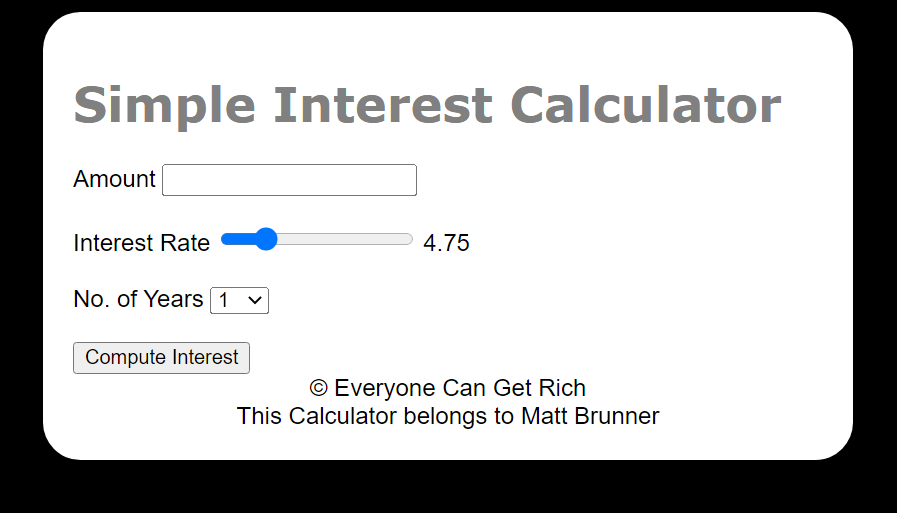 Simple Interest Calculator
Amount
Interest Rate 4.75
No. of Years 1
Compute Interest
© Everyone Can Get Rich
This Calculator belongs to Matt Brunner